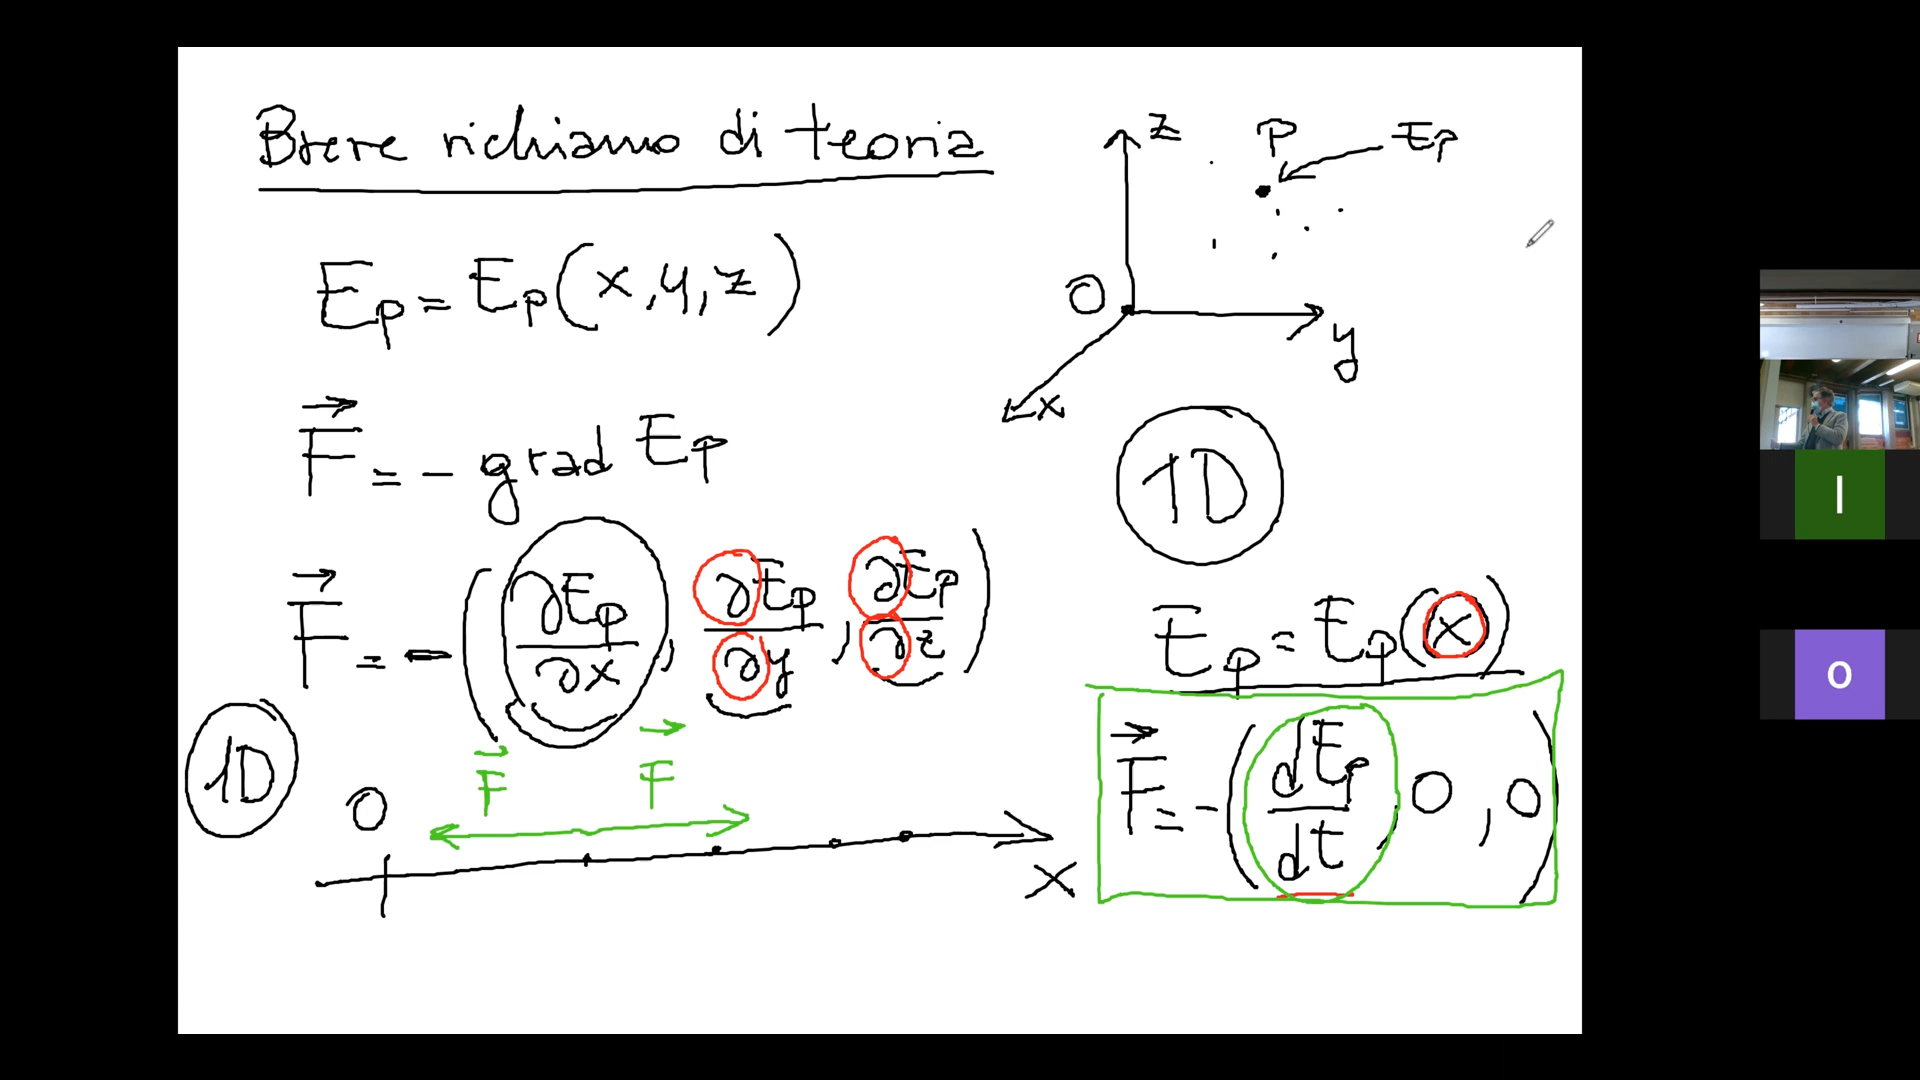 Breve richiamo di teoria
z P Ep
Ep = Ep(x,y,z)
O
y
x
F = - grad Ep
1D
F = - (∂Ep/∂x, ∂Ep/∂y, ∂Ep/∂z)
Ep = Ep(x)
F = - (dEp/dt, 0, 0)
1D
F F
O
x
I
O